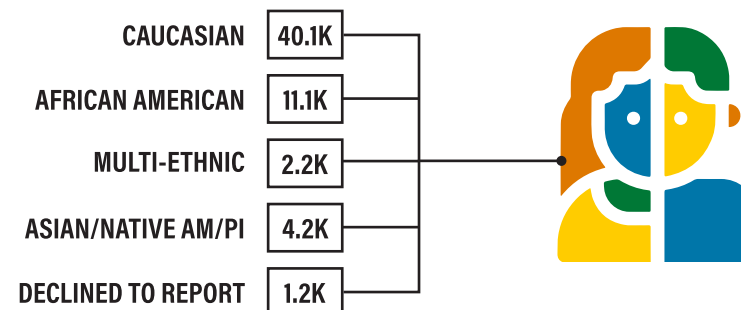 CAUCASIAN 40.1K
AFRICAN AMERICAN 11.1K
MULTI-ETHNIC 2.2K
ASIAN/NATIVE AM/PI 4.2K
DECLINED TO REPORT 1.2K